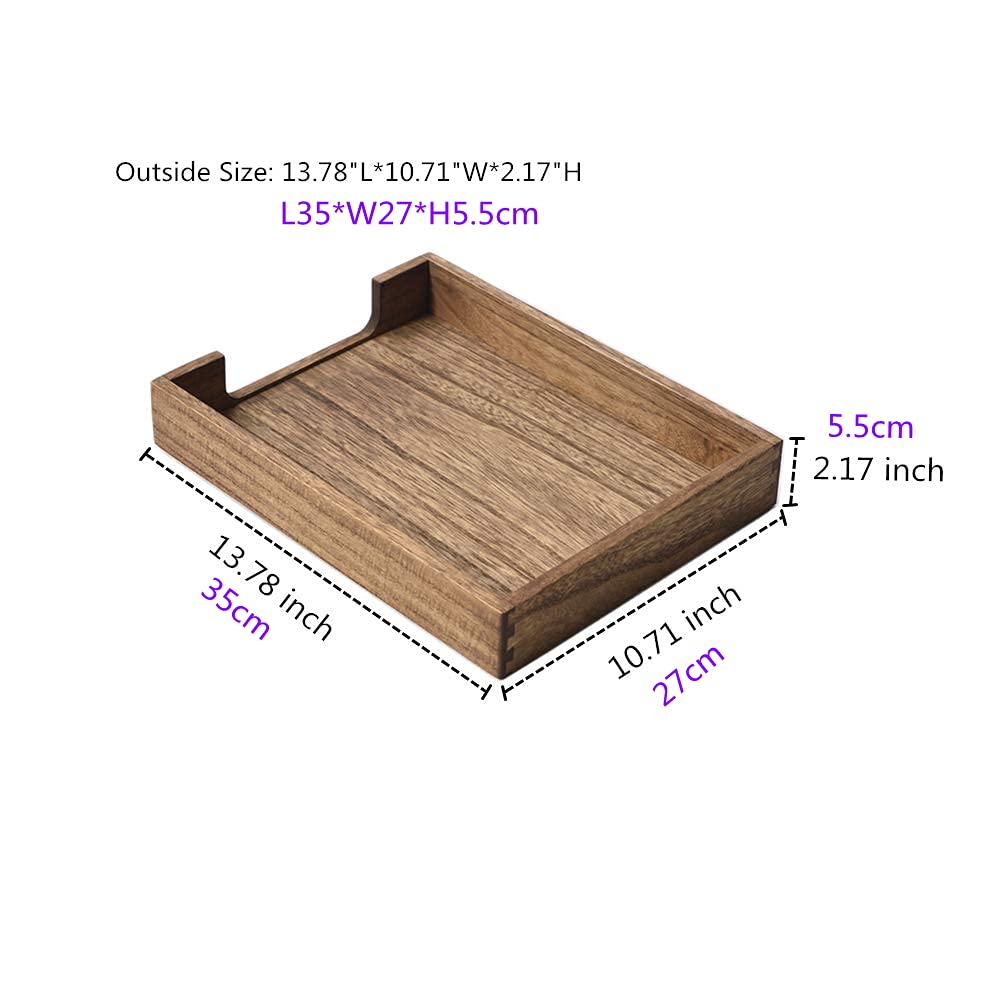 Outside Size: 13.78"L*10.71"W*2.17"H
L35*W27*H5.5cm
5.5cm
2.17 inch
13.78 inch
35cm
10.71 inch
27cm